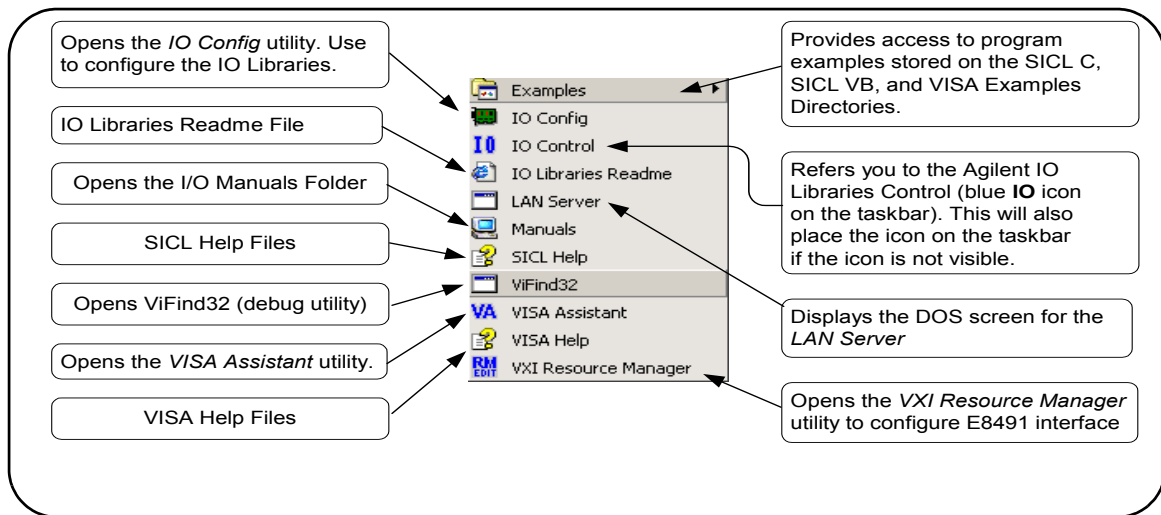 Opens the IO Config utility. Use
to configure the IO Libraries.
IO Libraries Readme File
Opens the I/O Manuals Folder
SICL Help Files
Opens ViFind32 (debug utility)
Opens the VISA Assistant utility.
VISA Help Files
Examples
IO Config
IO IO Control
IO Libraries Readme
LAN Server
Manuals
SICL Help
ViFind32
VA VISA Assistant
VISA Help
RM EDIT VXI Resource Manager
Provides access to program
examples stored on the SICL C,
SICL VB, and VISA Examples
Directories.
Refers you to the Agilent IO
Libraries Control (blue IO icon
on the taskbar). This will also
place the icon on the taskbar
if the icon is not visible.
Displays the DOS screen for the
LAN Server
Opens the VXI Resource Manager
utility to configure E8491 interface